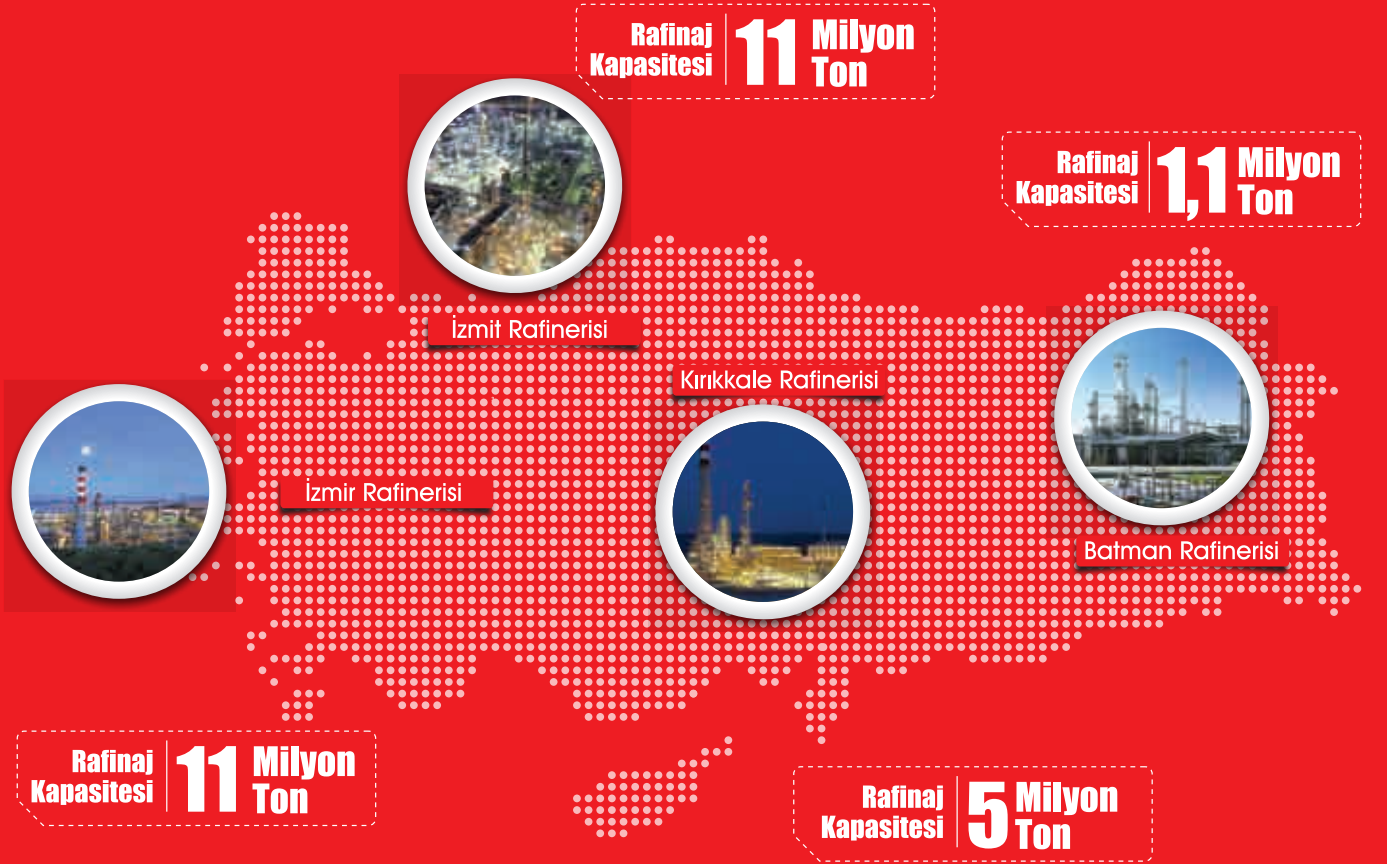 Rafinaj
Kapasitesi
11 Milyon
Ton
Rafinaj
Kapasitesi
1,1 Milyon
Ton
İzmit Rafinerisi
Kırıkkale Rafinerisi
İzmir Rafinerisi
Batman Rafinerisi
Rafinaj
Kapasitesi
11 Milyon
Ton
Rafinaj
Kapasitesi
5 Milyon
Ton